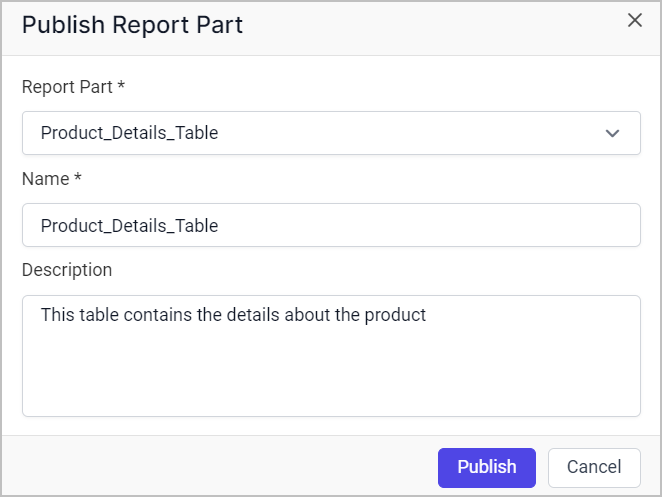 Publish Report Part
Report Part *
Product_Details_Table
Name *
Product_Details_Table
Description
This table contains the details about the product
Publish Cancel